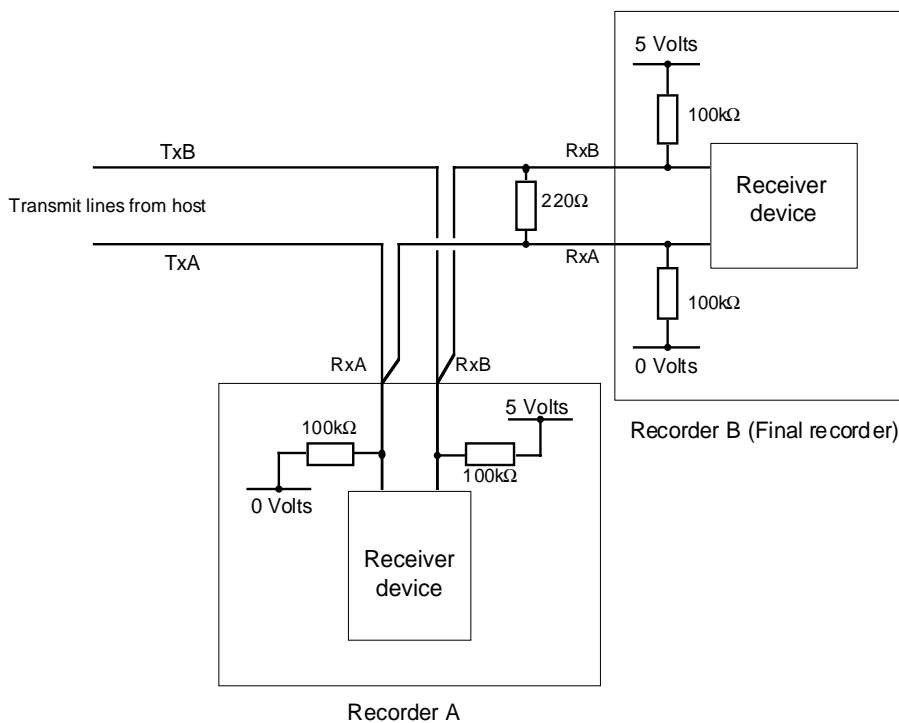 5 Volts
100kΩ
TxB
RxB
Receiver
device
Transmit lines from host
220Ω
TxA
RxA
100kΩ
0 Volts
RxA
RxB
5 Volts
Recorder B (Final recorder)
100kΩ
100kΩ
0 Volts
Receiver
device
Recorder A